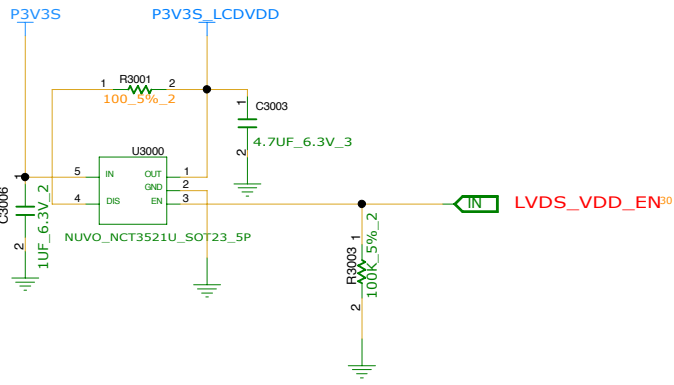 P3V3S
P3V3S_LCDVDD
1 R3001 2
100_5%_2
1 C3003
2 4.7UF_6.3V_3
U3000
5 IN OUT 1
GND 2
4 DIS EN 3
NUVO_NCT3521U_SOT23_5P
1 C3006 2
1UF_6.3V_2
IN LVDS_VDD_EN 30
1 R3003 2
100K_5%_2